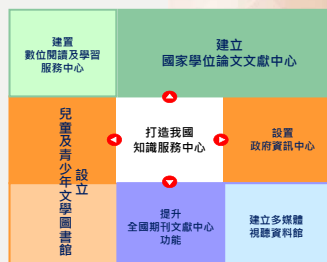 建置
數位閱讀及學習
服務中心
建立
國家學位論文文獻中心
設立
兒童及青少年文學圖書館
打造我國
知識服務中心
設置
政府資訊中心
提升
全國期刊文獻中心
功能
建立多媒體
視聽資料館